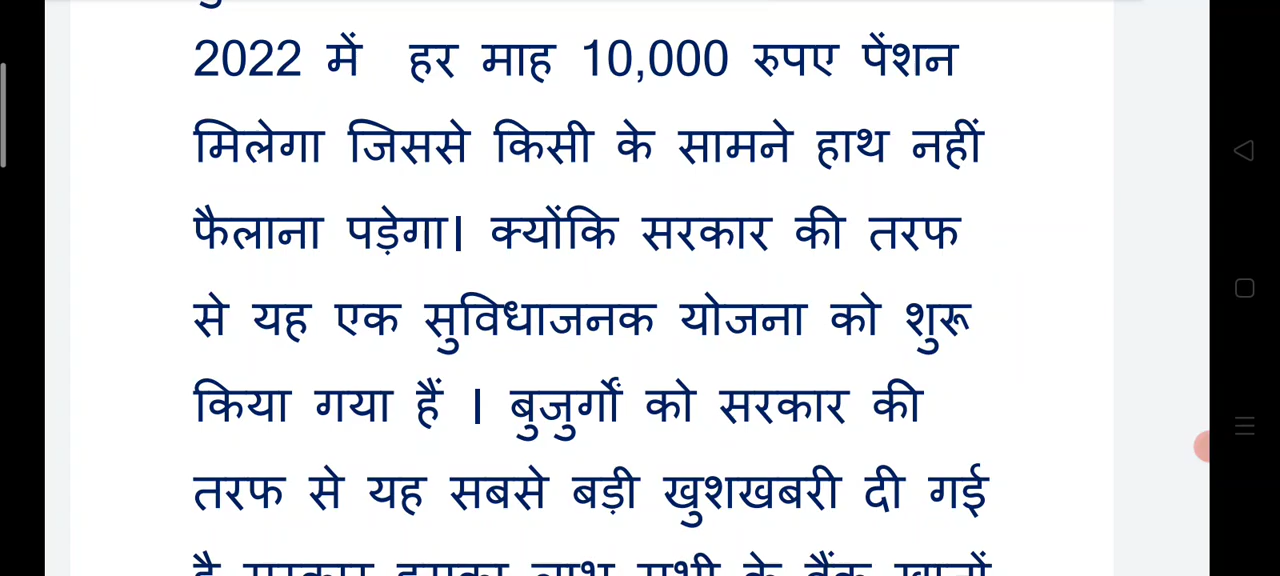 2022 में हर माह 10,000 रुपए पेंशन
मिलेगा जिससे किसी के सामने हाथ नहीं
फैलाना पड़ेगा। क्योंकि सरकार की तरफ
से यह एक सुविधाजनक योजना को शुरू
किया गया हैं । बुजुर्गों को सरकार की
तरफ से यह सबसे बड़ी खुशखबरी दी गई